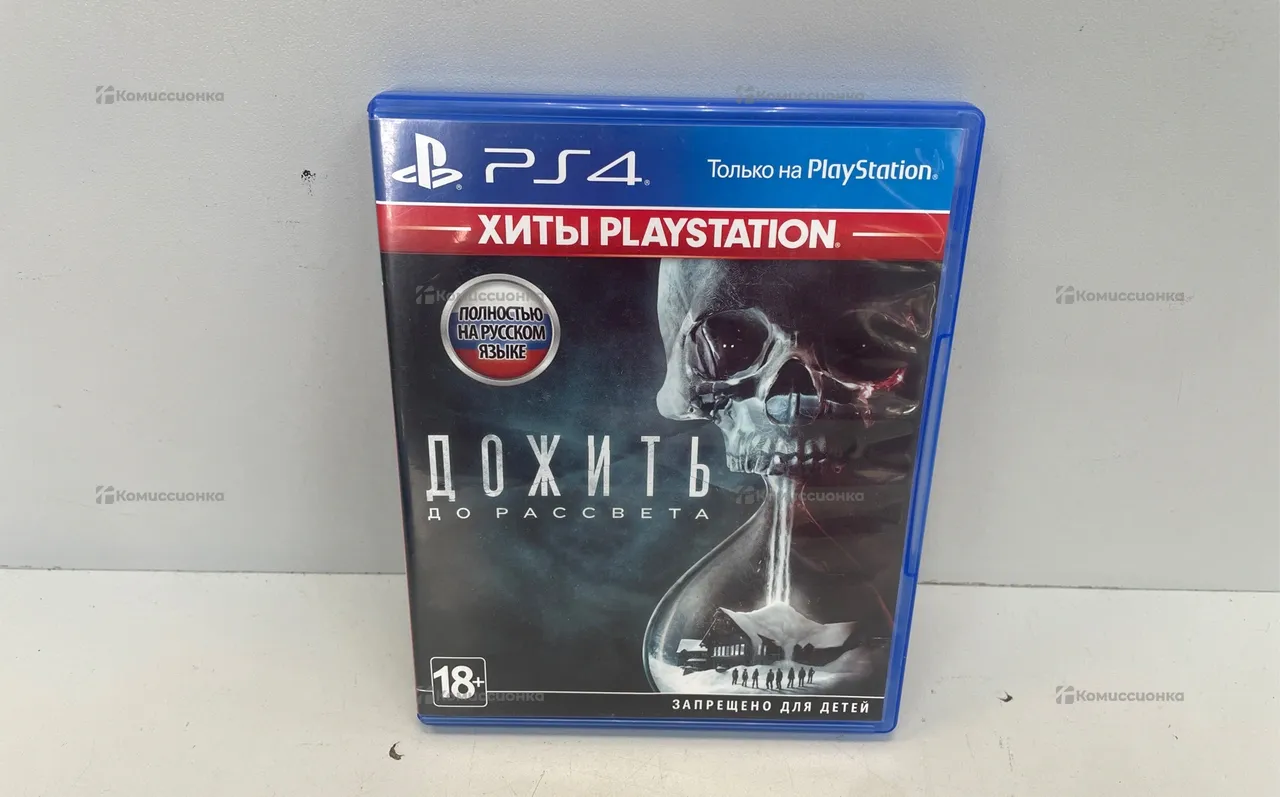 Комиссионка
Комиссионка
PS4
Только на PlayStation
ХИТЫ PLAYSTATION
Комиссионка
Комиссионка
ПОЛНОСТЬЮ
НА РУССКОМ
ЯЗЫКЕ
ДОЖИТЬ
ДО РАССВЕТА
Комиссионка
Комиссионка
18+
Комиссионка
Комиссионка
ЗАПРЕЩЕНО ДЛЯ ДЕТЕЙ